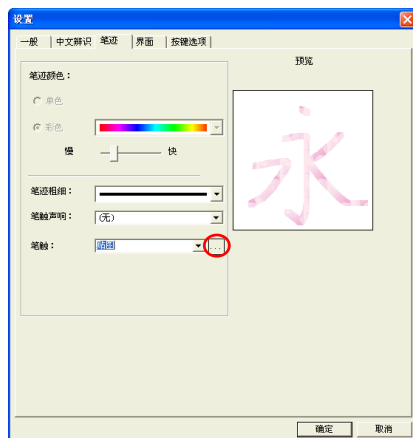 设置
一般 中文辨识 笔迹 界面 按键选项
预览
笔迹颜色：
单色
彩色
慢 快
永
笔迹粗细：
笔触声响： (无)
笔触： 贴图 ...
确定 取消